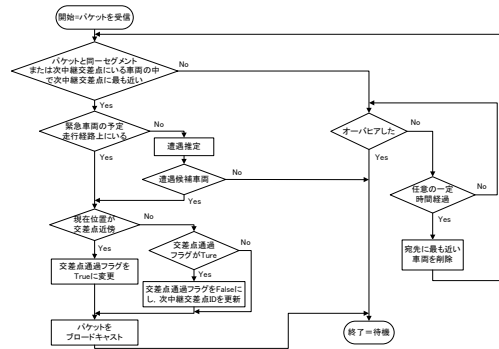 開始=パケットを受信
パケットと同一セグメント
または次中継交差点にいる車両の中
で次中継交差点に最も近い
No
Yes
緊急車両の予定
走行経路上にいる
No
Yes
遭遇推定
遭遇候補車両
No
Yes
オーバヒアした
No
Yes
任意の一定
時間経過
No
Yes
宛先に最も近い
車両を削除
現在位置が
交差点近傍
No
Yes
交差点通過
フラグがTure
No
Yes
交差点通過フラグを
Trueに変更
交差点通過フラグをFalseに
し、次中継交差点IDを更新
パケットを
ブロードキャスト
終了=待機